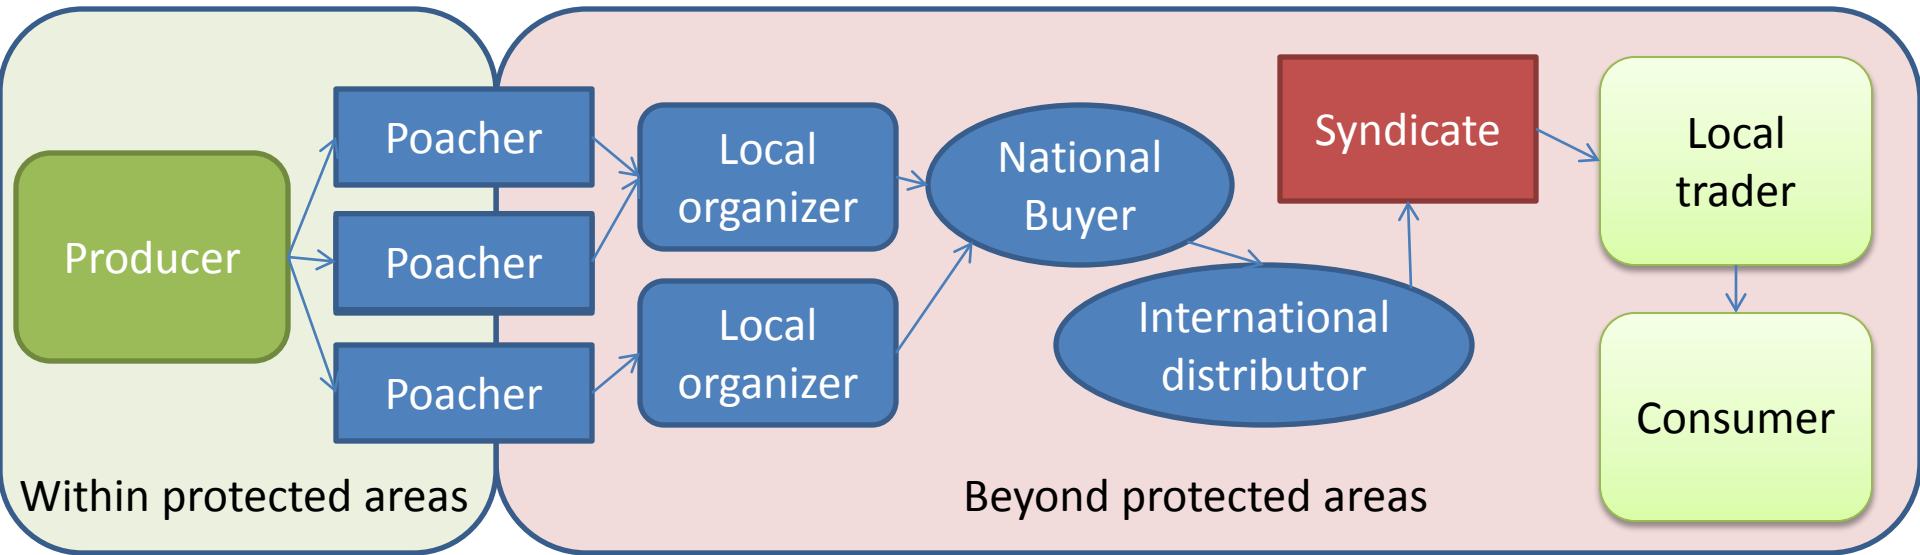 Producer
Poacher
Poacher
Poacher
Local
organizer
Local
organizer
National
Buyer
International
distributor
Syndicate
Local
trader
Consumer
Within protected areas
Beyond protected areas